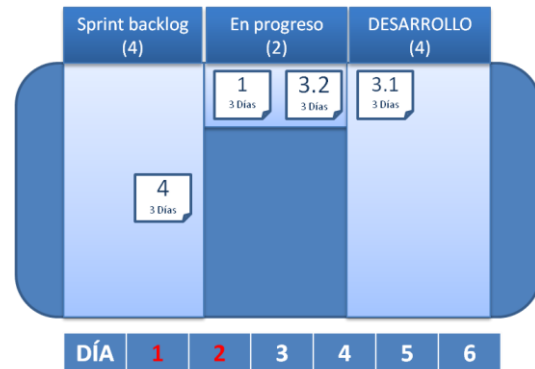 Sprint backlog
(4)
En progreso
(2)
DESARROLLO
(4)
1
3 Días
3.2
3 Días
3.1
3 Días
4
3 Días
DÍA 1 2 3 4 5 6